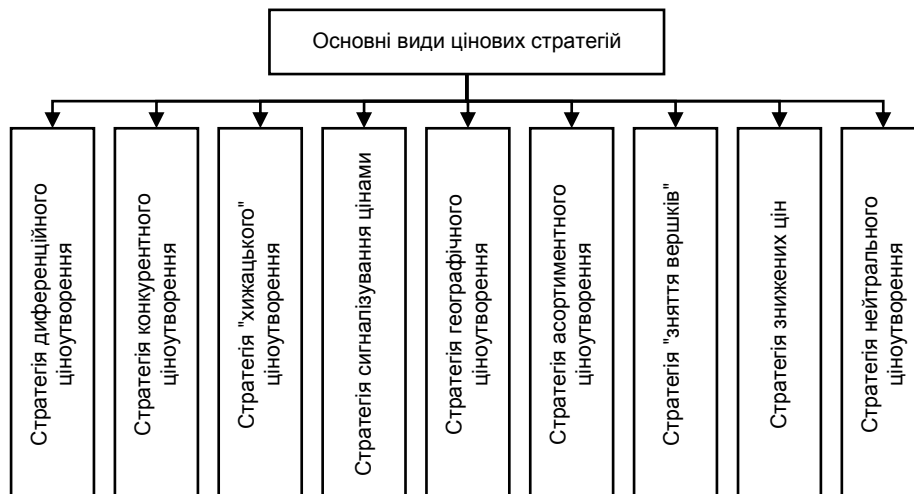 Основні види цінових стратегій
Стратегія диференційного
ціноутворення
Стратегія конкурентного
ціноутворення
Стратегія "хижацького"
ціноутворення
Стратегія сигналізування цінами
Стратегія географічного
ціноутворення
Стратегія асортиментного
ціноутворення
Стратегія "зняття вершків"
Стратегія знижених цін
Стратегія нейтрального
ціноутворення